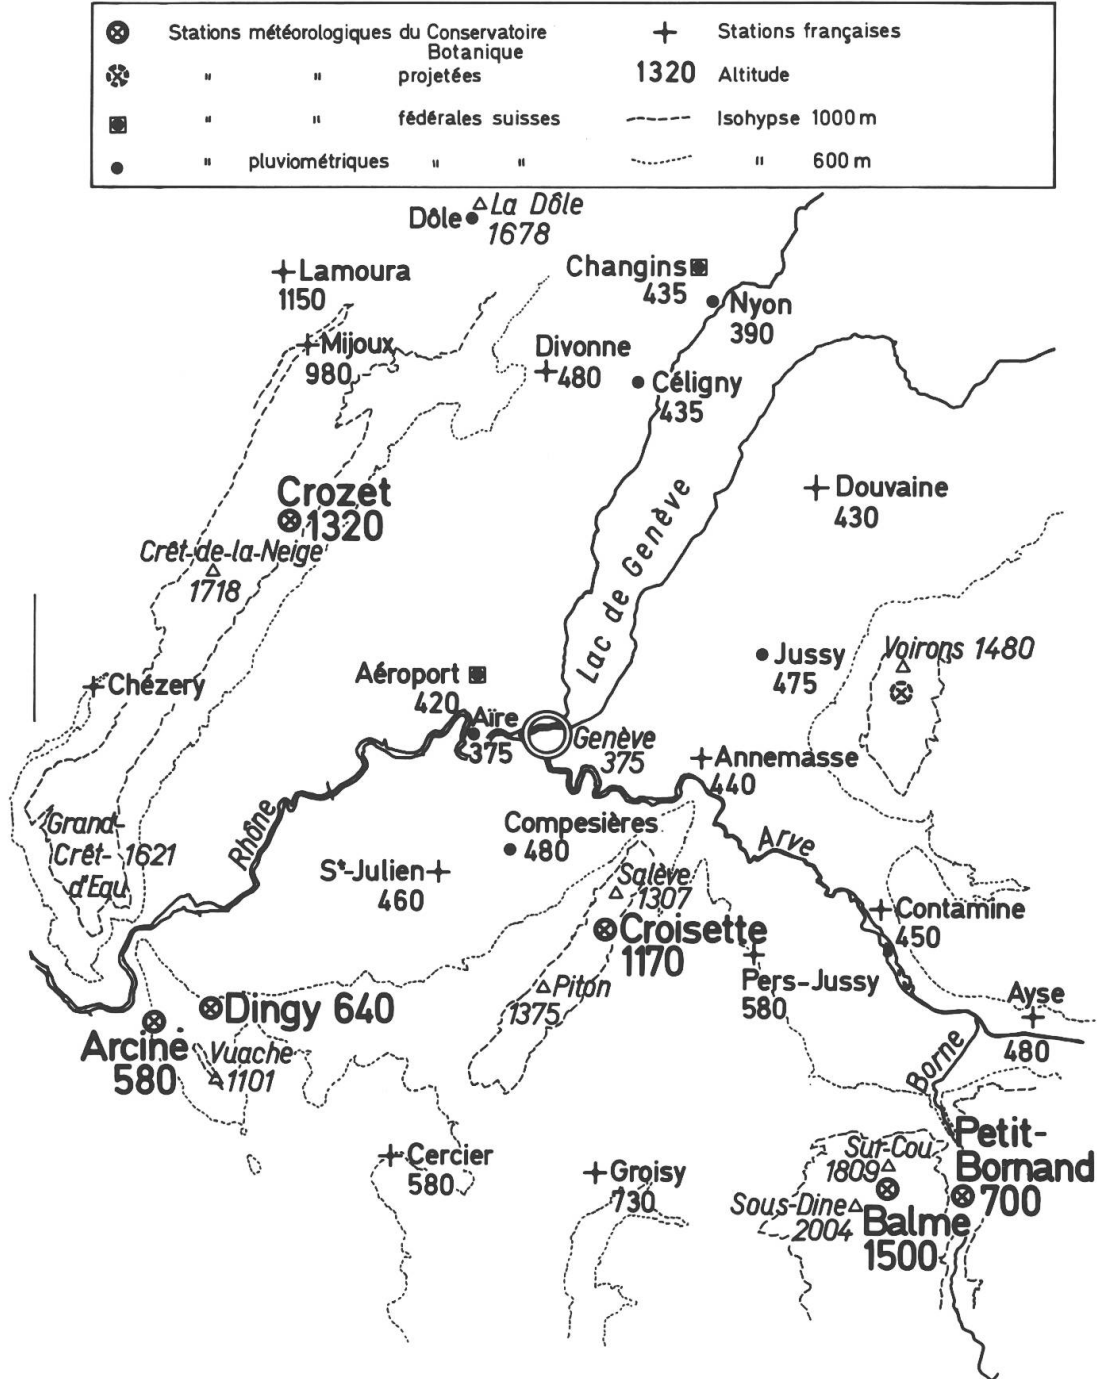 Stations météorologiques du Conservatoire
Botanique
Stations françaises
" " projetées
1320 Altitude
" " fédérales suisses
Isohypse 1000 m
" pluviométriques " "
" 600 m
Dôle
La Dôle
1678
Lamoura
1150
Changins
435
Nyon
390
Mijoux
980
Divonne
480
Céligny
435
Crozet
1320
Douvaine
430
Crêt-de-la-Neige
1718
Lac de Genève
Chézery
Aéroport
420
Jussy
475
Voirons 1480
Aïre
375
Genève
375
Annemasse
440
Rhône
Grand-
Crêt- 1621
d'Eau
Compesières
480
Arve
St-Julien
460
Salève
1307
Croisette
1170
Contamine
450
Piton
1375
Pers-Jussy
580
Ayse
480
Dingy 640
Arcine
580
Vuache
1101
Borne
Cercier
580
Groisy
730
Sur-Cou
1809
Petit-
Bornand
700
Sous-Dine
2004
Balme
1500